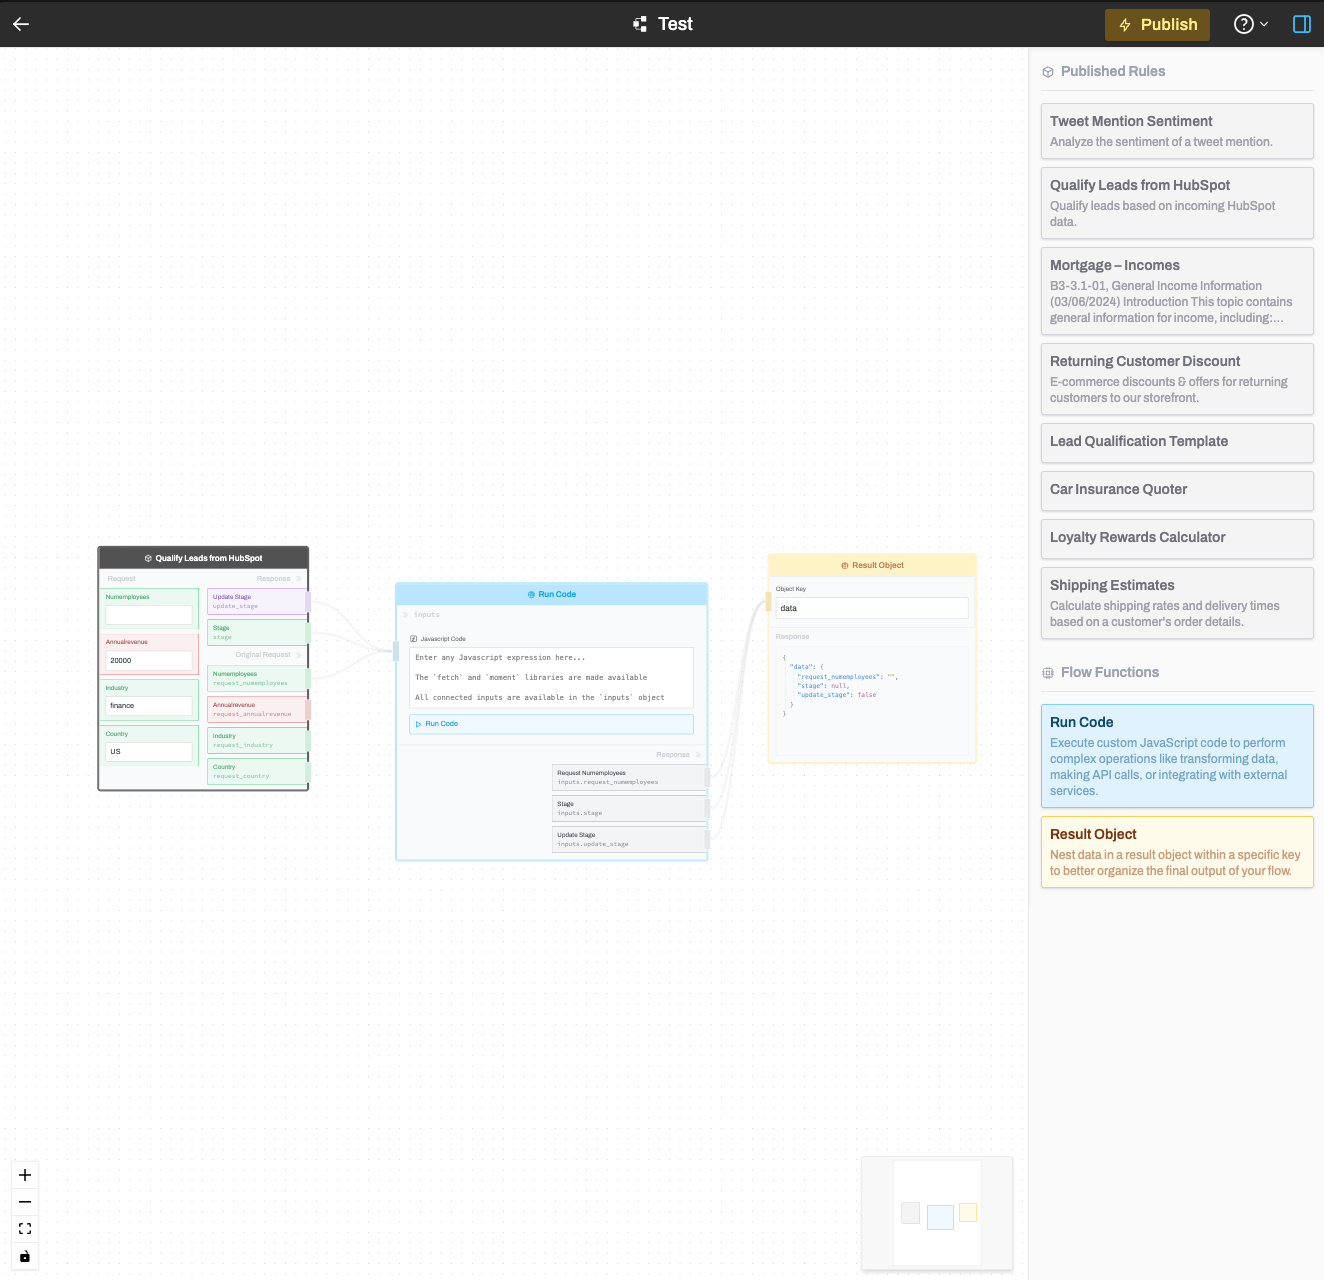 Test
Publish
Qualify Leads from HubSpot
Request
Response
Numemployees
Annualrevenue
20000
Industry
finance
Country
US
Update Stage
update_stage
Stage
stage
Original Request
Numemployees
request_numemployees
Annualrevenue
request_annualrevenue
Industry
request_industry
Country
request_country
Run Code
inputs
Javascript Code
Enter any Javascript expression here...
The `fetch` and `moment` libraries are made available
All connected inputs are available in the `inputs` object
Run Code
Response
Request Numemployees
inputs.request_numemployees
Stage
inputs.stage
Update Stage
inputs.update_stage
Result Object
Object Key
data
Response
{
"data": {
"request_numemployees": "",
"stage": null,
"update_stage": false
}
}
Published Rules
Tweet Mention Sentiment
Analyze the sentiment of a tweet mention.
Qualify Leads from HubSpot
Qualify leads based on incoming HubSpot
data.
Mortgage – Incomes
B3-3.1-01, General Income Information
(03/06/2024) Introduction This topic contains
general information for income, including:...
Returning Customer Discount
E-commerce discounts & offers for returning
customers to our storefront.
Lead Qualification Template
Car Insurance Quoter
Loyalty Rewards Calculator
Shipping Estimates
Calculate shipping rates and delivery times
based on a customer's order details.
Flow Functions
Run Code
Execute custom JavaScript code to perform
complex operations like transforming data,
making API calls, or integrating with external
services.
Result Object
Nest data in a result object within a specific key
to better organize the final output of your flow.